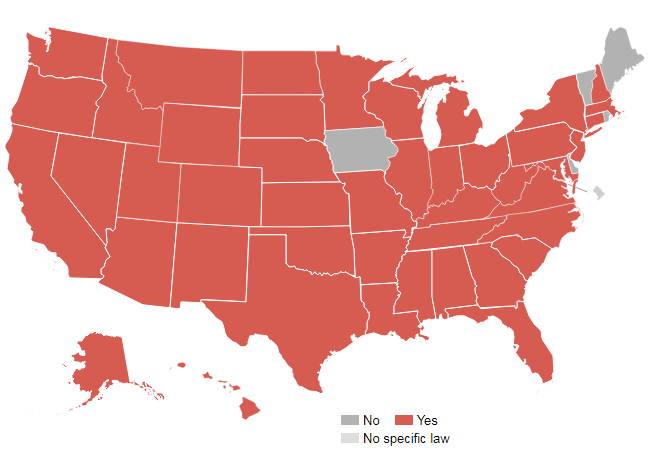 No Yes
No specific law